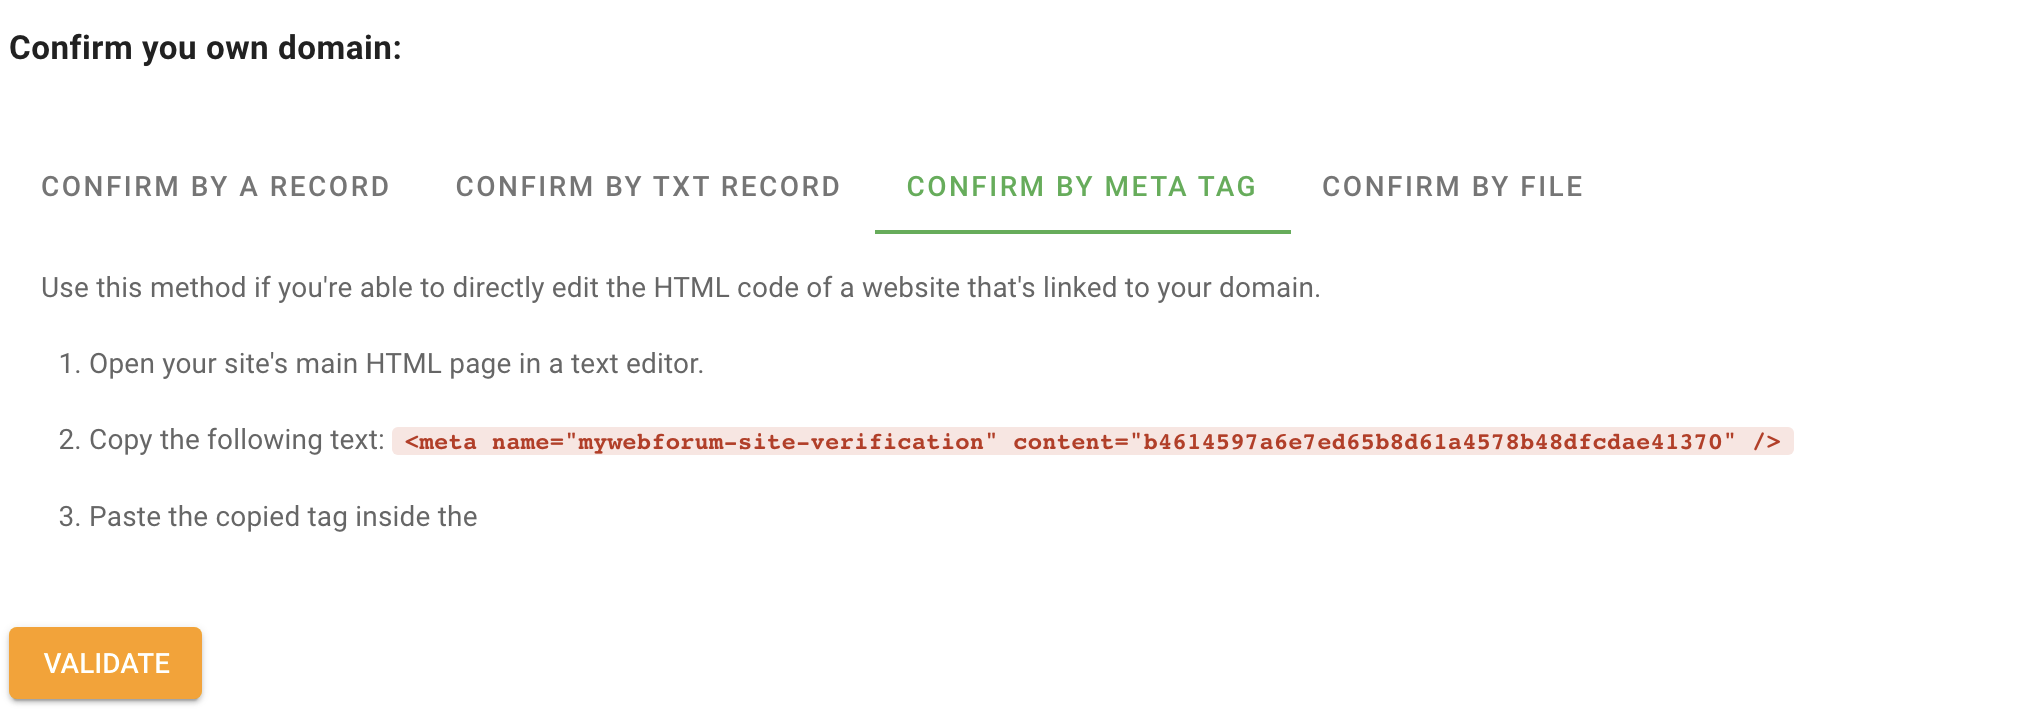 Confirm you own domain:
CONFIRM BY A RECORD CONFIRM BY TXT RECORD CONFIRM BY META TAG CONFIRM BY FILE
Use this method if you're able to directly edit the HTML code of a website that's linked to your domain.
1. Open your site's main HTML page in a text editor.
2. Copy the following text: <meta name="mywebforum-site-verification" content="b4614597a6e7ed65b8d61a4578b48dfcdae41370" />
3. Paste the copied tag inside the
VALIDATE